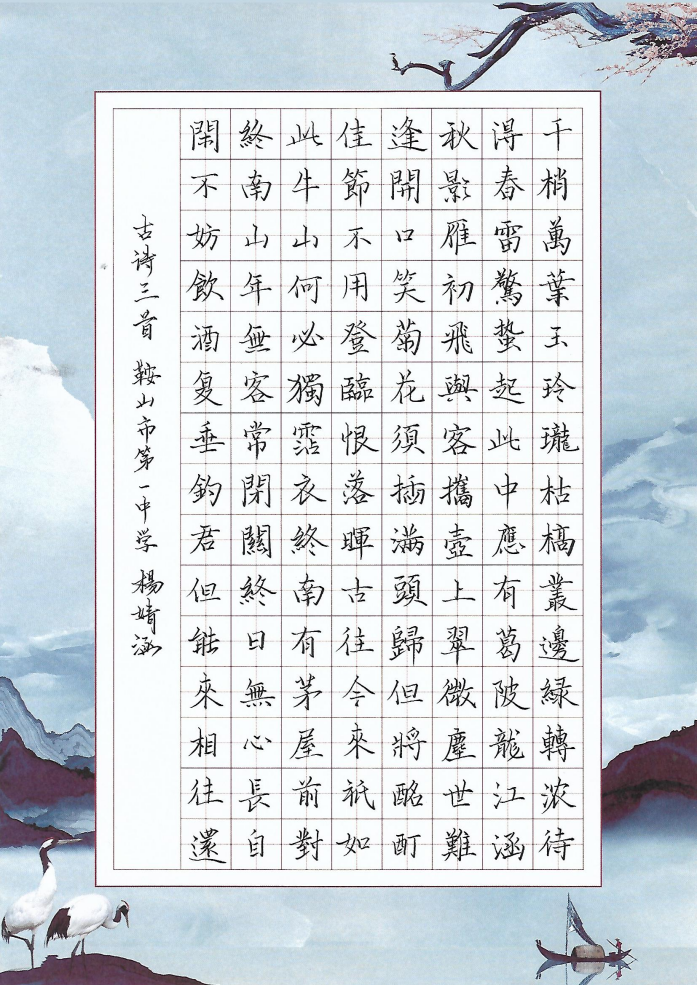 千梢萬葉玉玲瓏枯槁叢邊緑轉浓待
淂春雷驚蟄起此中應有葛陂龍江涵
秋影雁初飛與客攜壺上翠微塵世難
逢開口笑菊花須插滿頭歸但將酩酊
佳節不用登臨恨落暉古往今來祇如
此牛山何必獨霑衣終南有茅屋前對
終南山年無客常閉關終日無心長自
閑不妨飲酒复垂釣君但能來相往還
古诗三首 鞍山市第一中学 楊婧涵